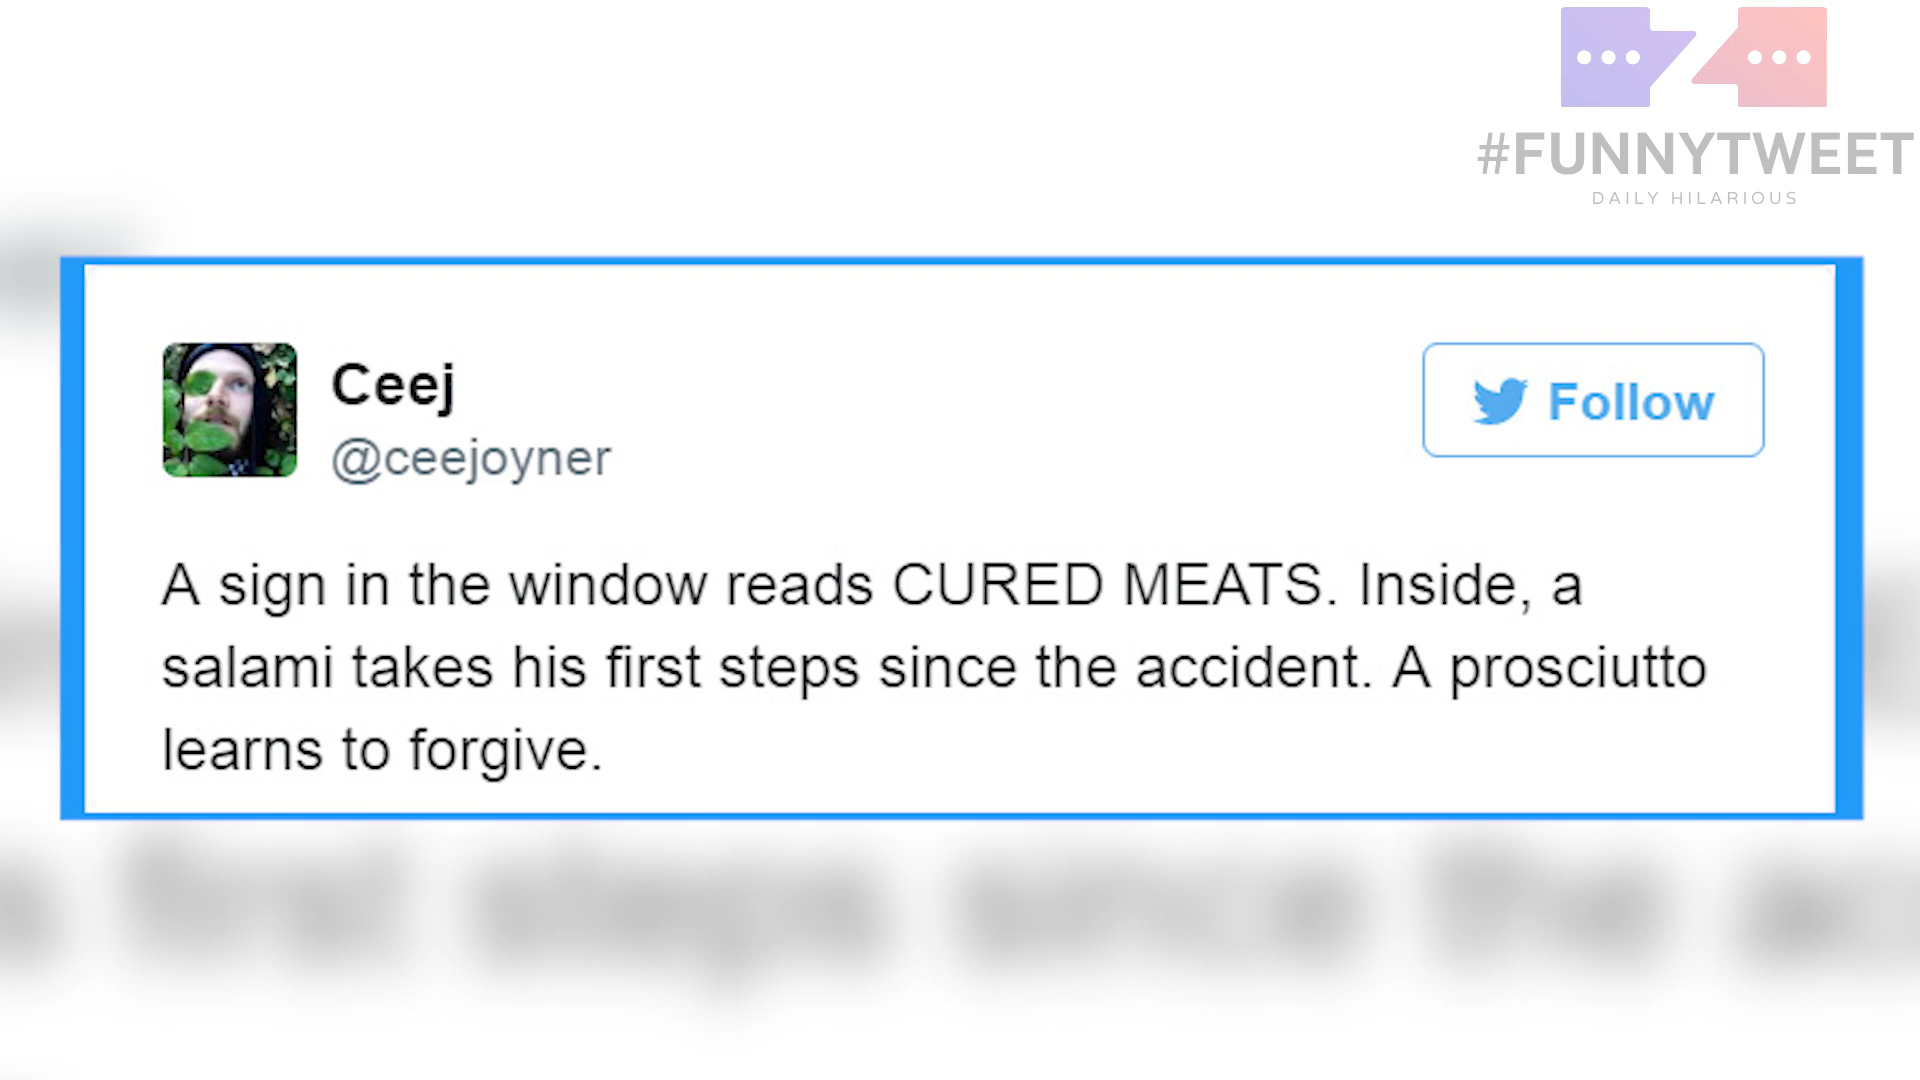 #FUNNYTWEET
DAILY HILARIOUS
Ceej
@ceejoyner
Follow
A sign in the window reads CURED MEATS. Inside, a
salami takes his first steps since the accident. A prosciutto
learns to forgive.